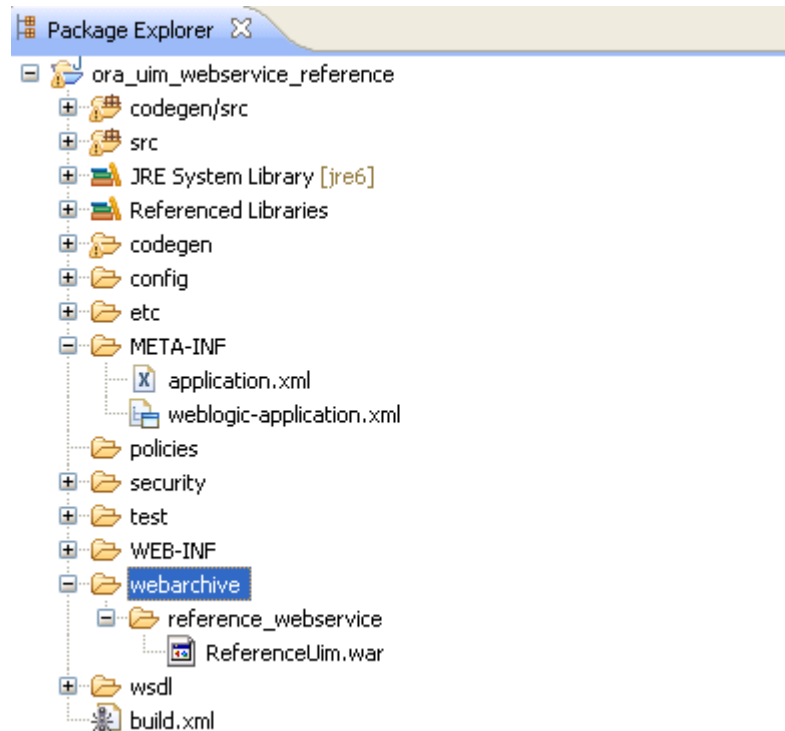 Package Explorer
ora_uim_webservice_reference
codegen/src
src
JRE System Library [jre6]
Referenced Libraries
codegen
config
etc
META-INF
application.xml
weblogic-application.xml
policies
security
test
WEB-INF
webarchive
reference_webservice
ReferenceUim.war
wsdl
build.xml